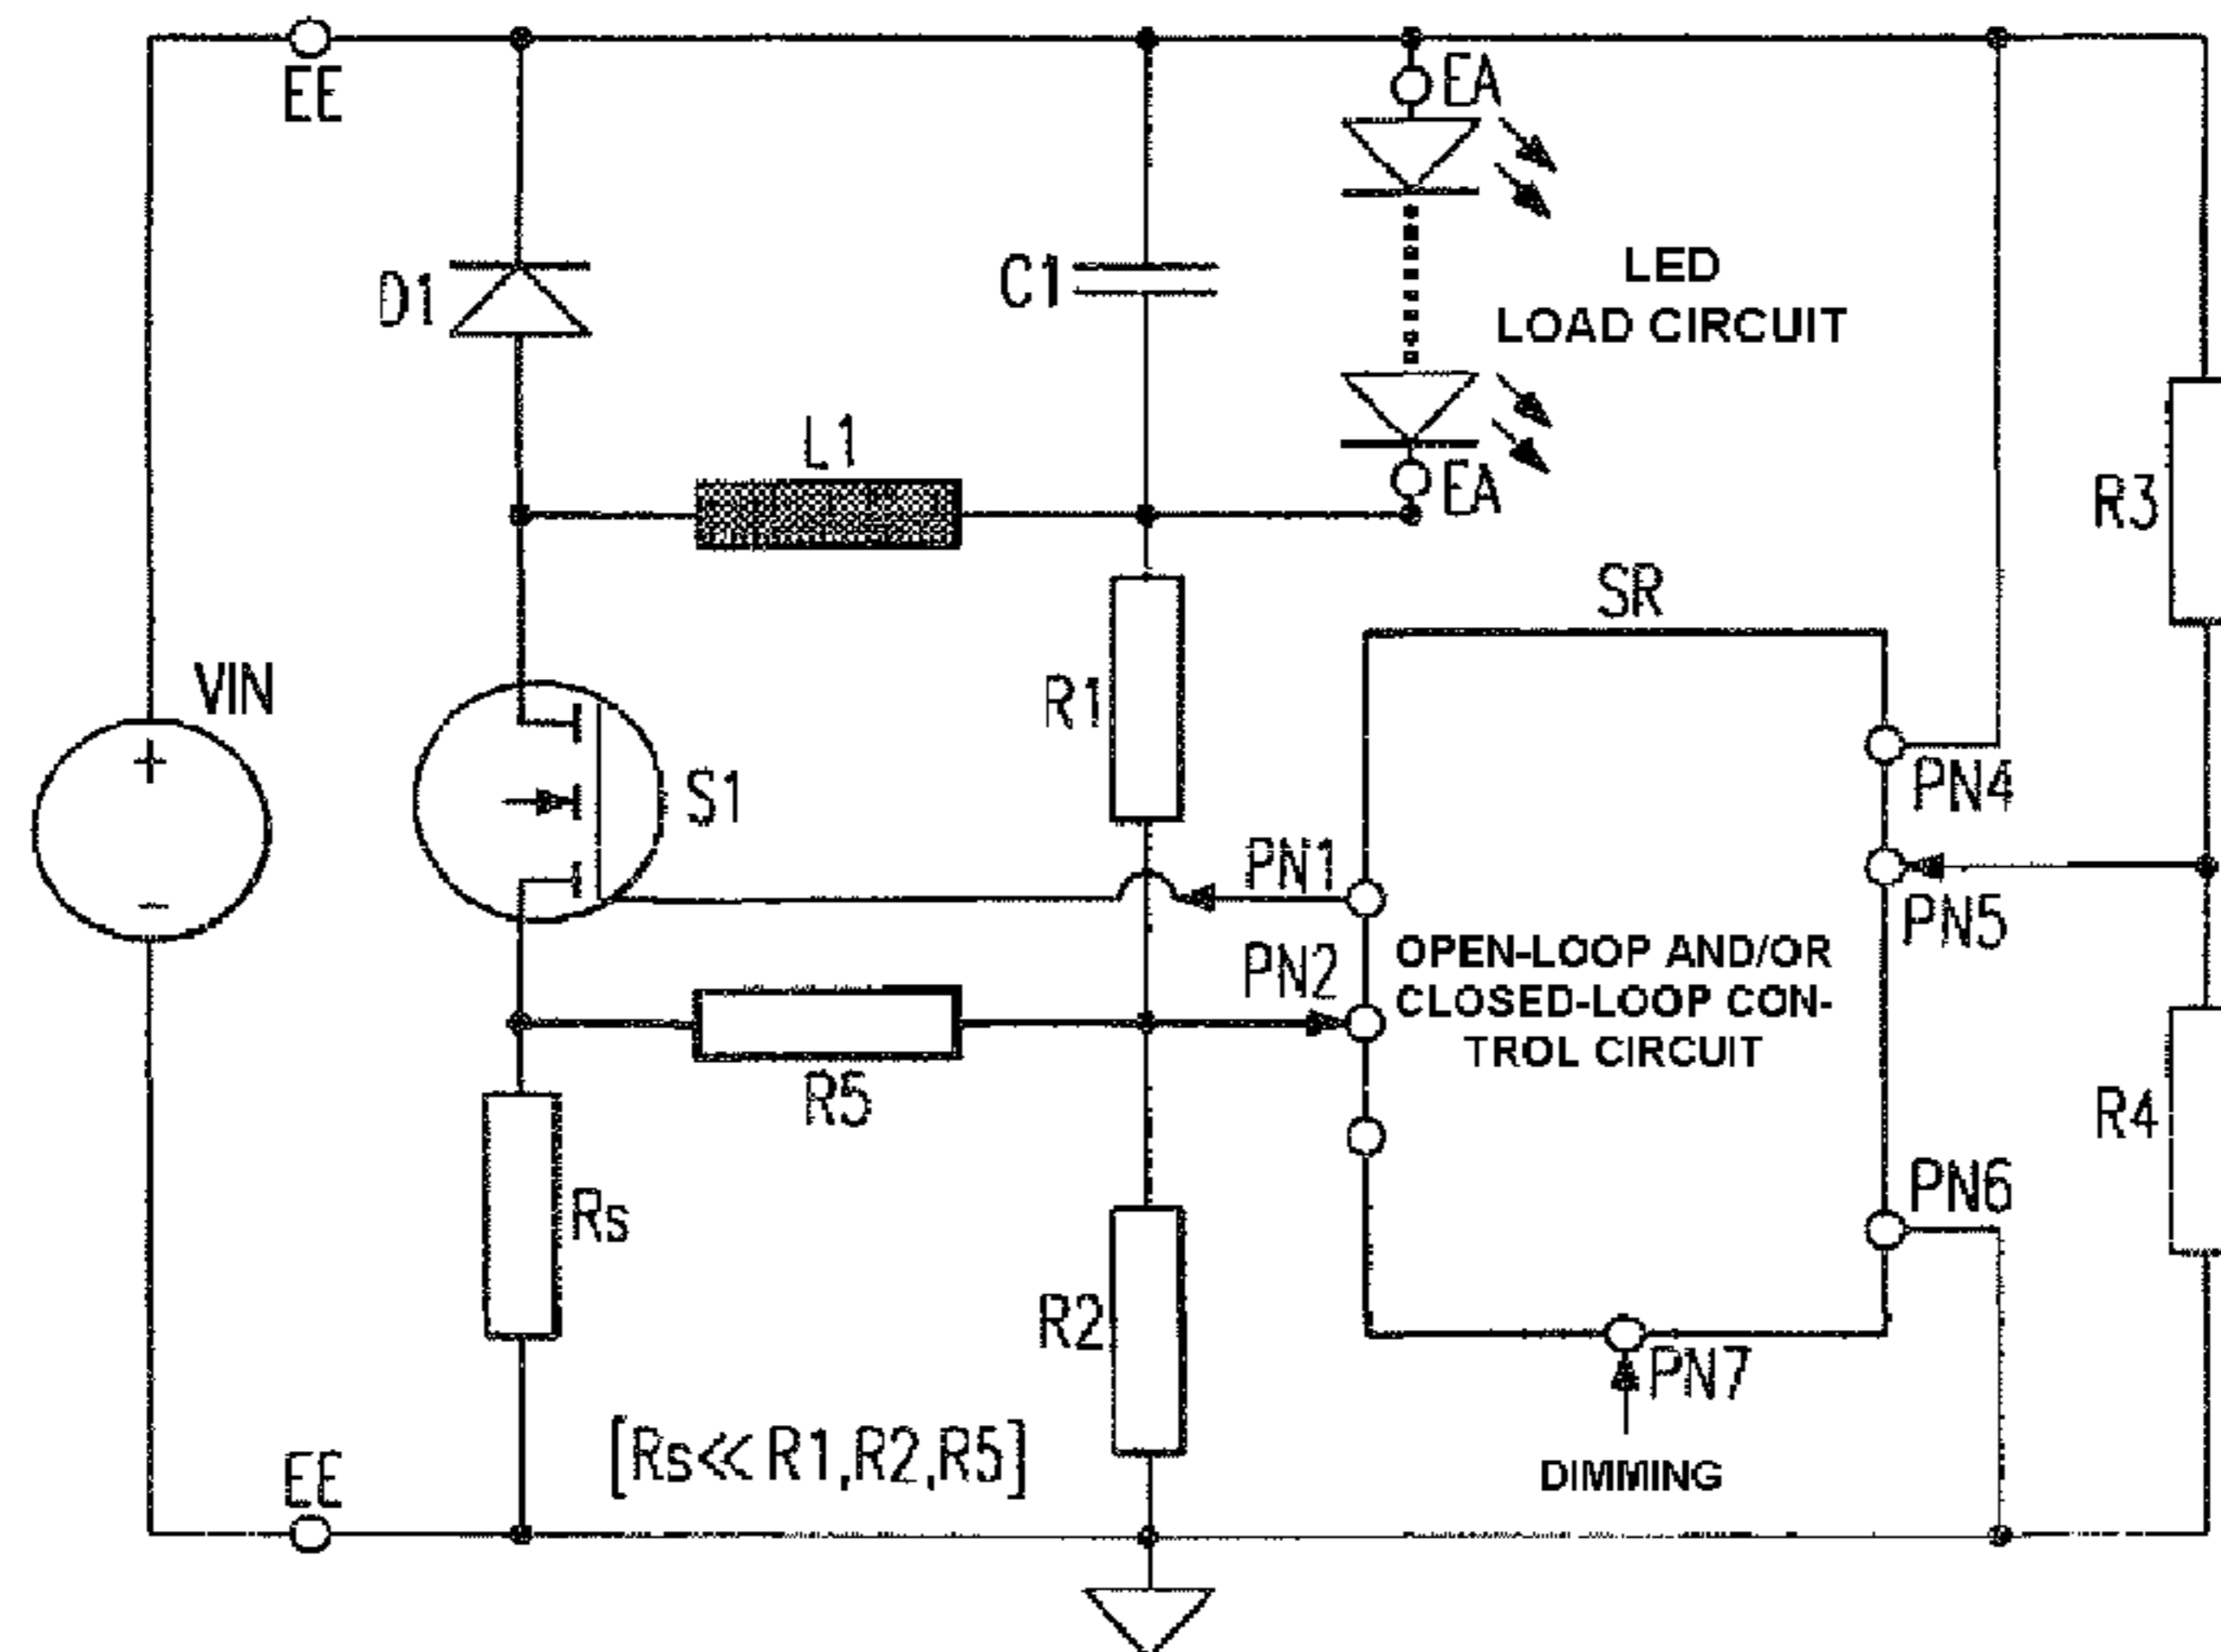 EE
EA
D1
C1
LED
LOAD CIRCUIT
L1
EA
R3
SR
VIN
+
R1
S1
PN4
PN1
PN5
PN2
OPEN-LOOP AND/OR
CLOSED-LOOP CON-
TROL CIRCUIT
-
R5
R4
PN6
Rs
R2
PN7
[Rs<<R1,R2,R5]
EE
DIMMING